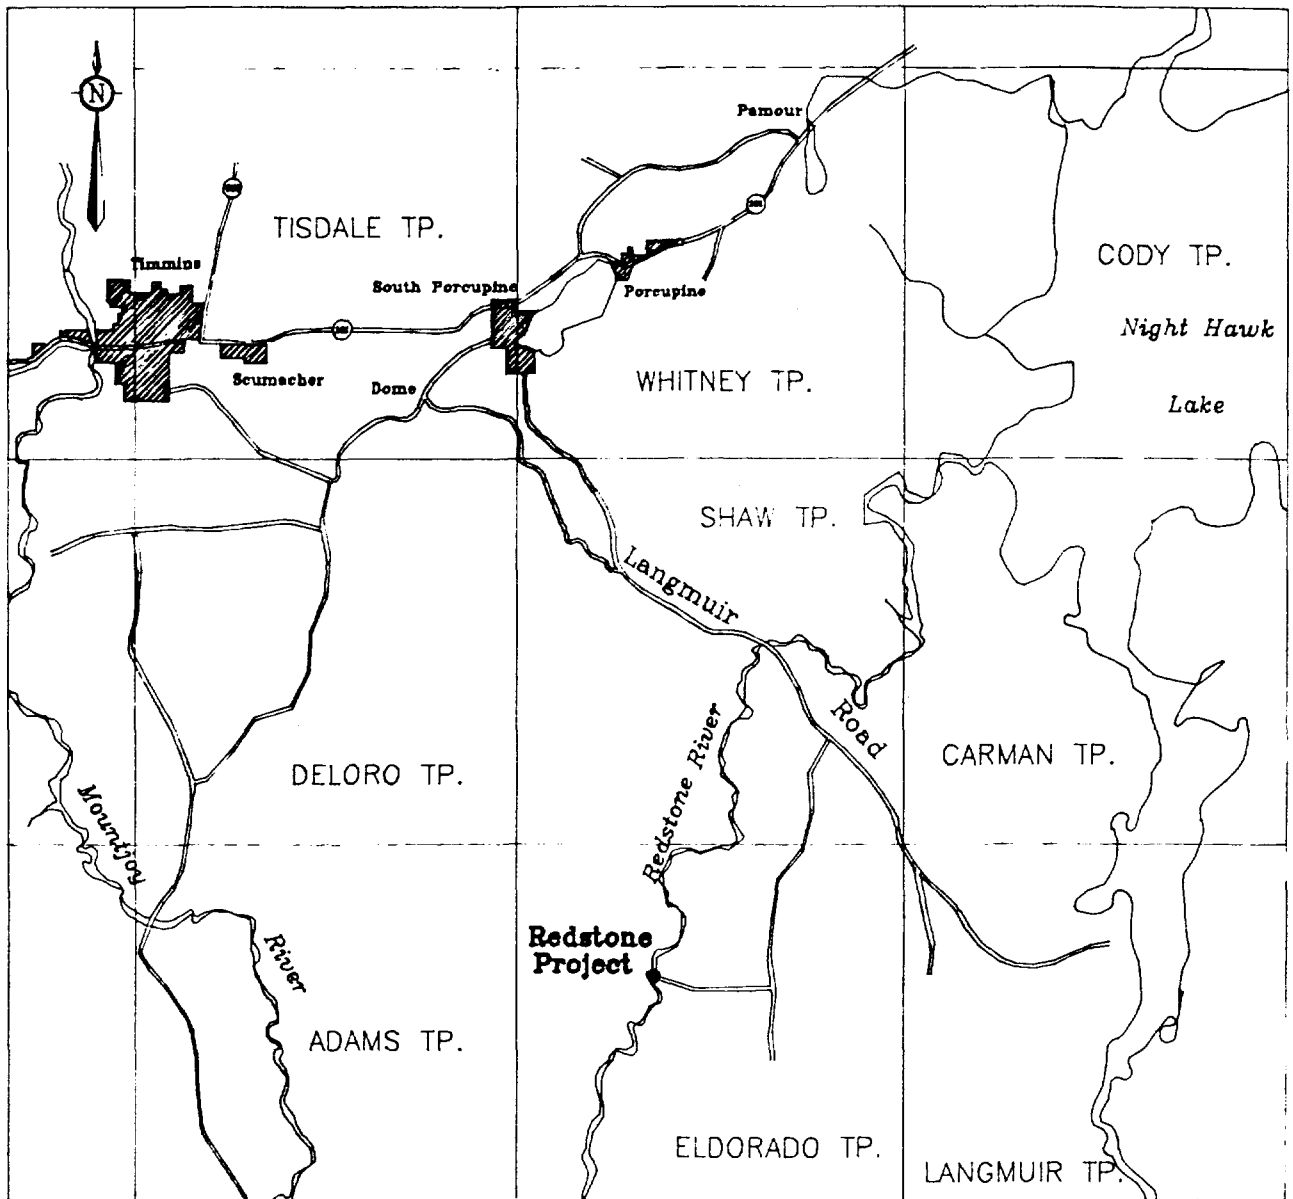 N
Pamour
TISDALE TP.
CODY TP.
Timmins
South Porcupine
Porcupine
Night Hawk
Lake
Scumacher
Dome
WHITNEY TP.
SHAW TP.
Langmuir
Road
Redstone River
CARMAN TP.
DELORO TP.
Mountjoy
River
Redstone
Project
ADAMS TP.
ELDORADO TP.
LANGMUIR TP.